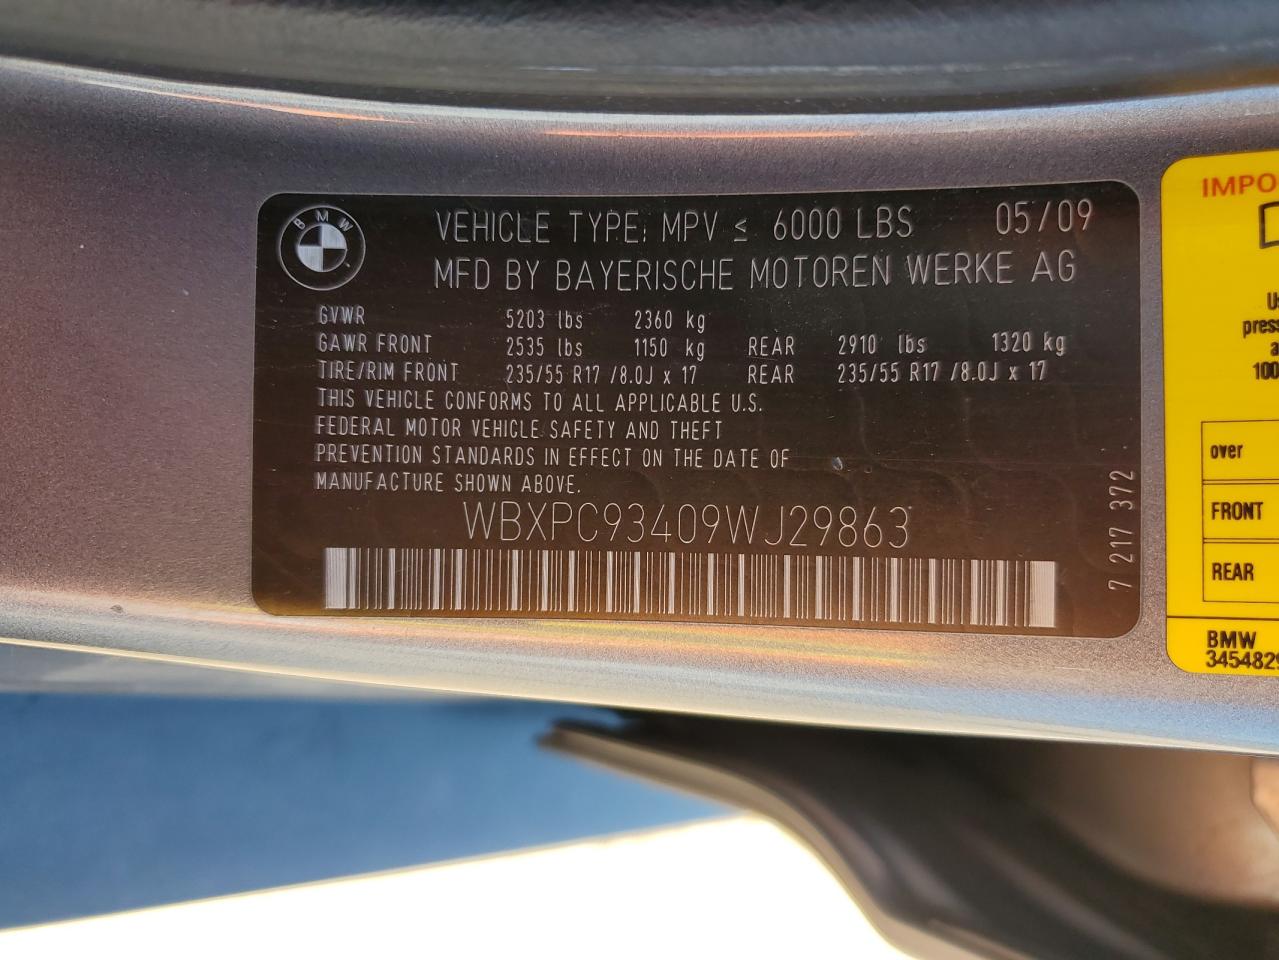 BMW
VEHICLE TYPE: MPV ≤ 6000 LBS 05/09
MFD BY BAYERISCHE MOTOREN WERKE AG
GVWR 5203 lbs 2360 kg
GAWR FRONT 2535 lbs 1150 kg REAR 2910 lbs 1320 kg
TIRE/RIM FRONT 235/55 R17 /8.0J x 17 REAR 235/55 R17 /8.0J x 17
THIS VEHICLE CONFORMS TO ALL APPLICABLE U.S.
FEDERAL MOTOR VEHICLE SAFETY AND THEFT
PREVENTION STANDARDS IN EFFECT ON THE DATE OF
MANUFACTURE SHOWN ABOVE.
WBXPC93409WJ29863
7 217 372
IMPO
press
100
over
FRONT
REAR
BMW
345482